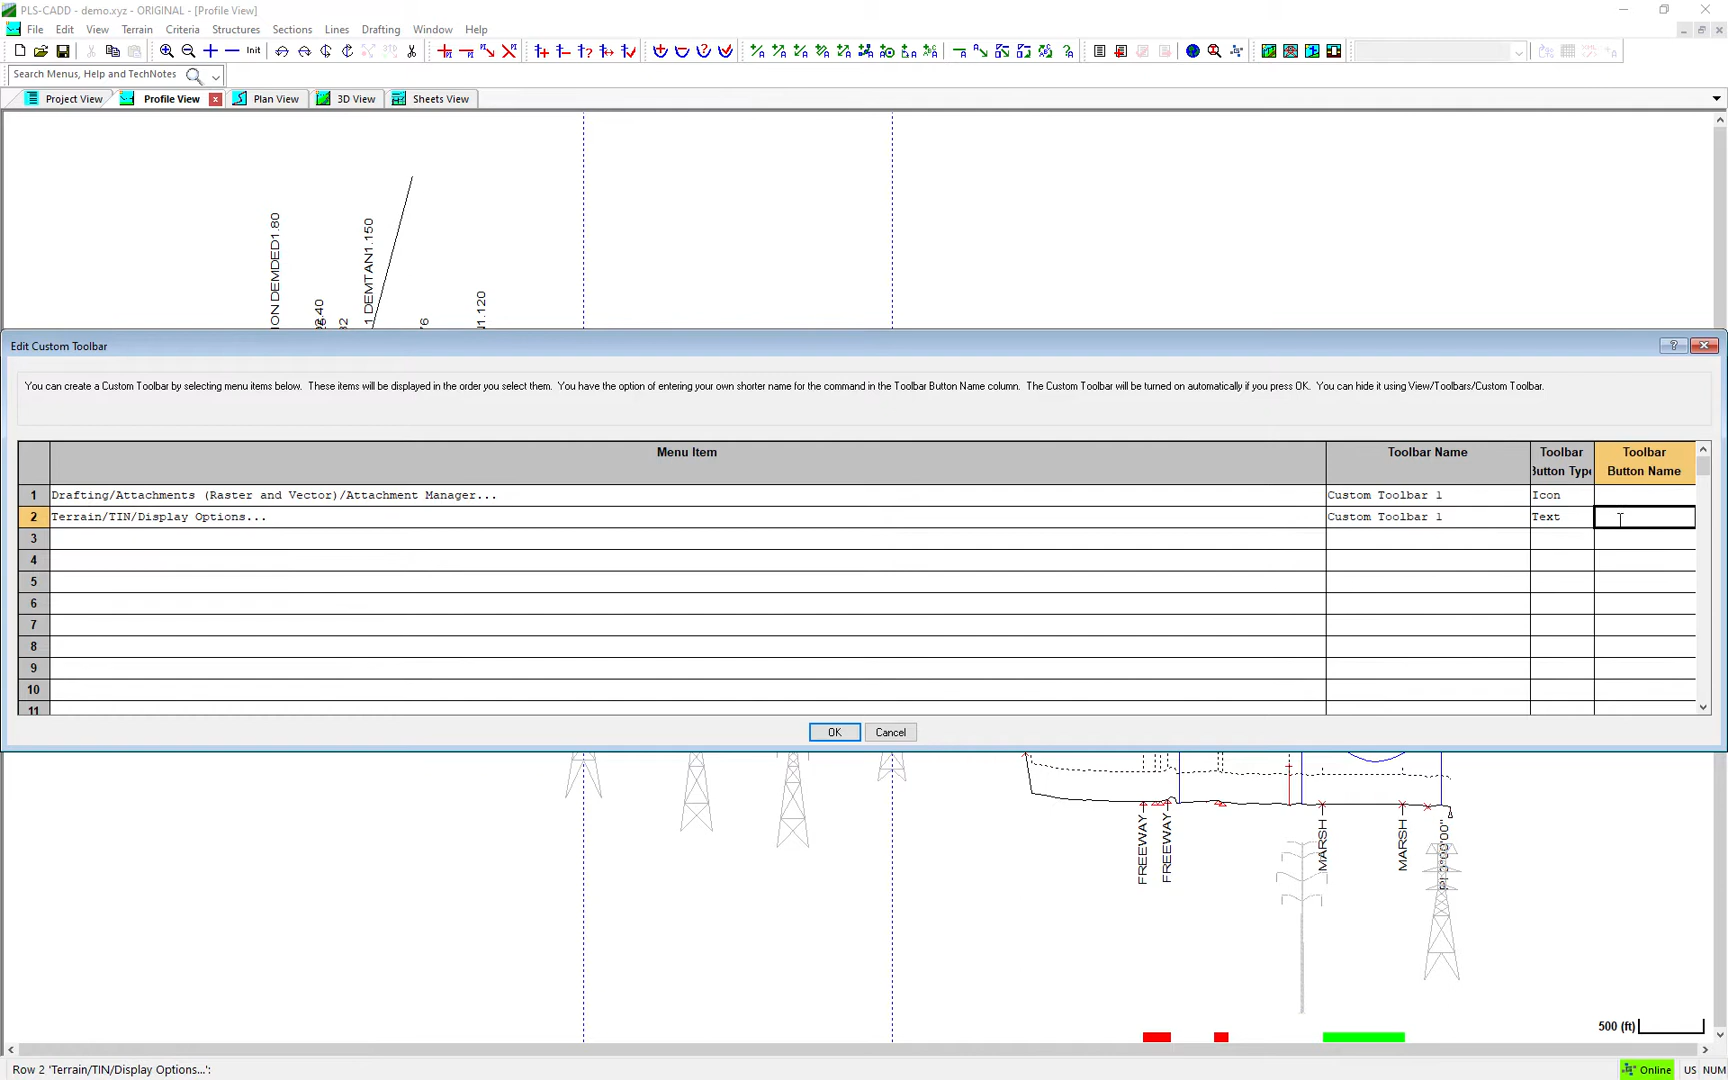 PLS-CADD - demo.xyz - ORIGINAL - [Profile View]
File Edit View Terrain Criteria Structures Sections Lines Drafting Window Help
Init
Search Menus, Help and TechNotes
Project View Profile View Plan View 3D View Sheets View
ION DEMDED1.80
1 DEMTAN1.150
N1.120
Edit Custom Toolbar
You can create a Custom Toolbar by selecting menu items below. These items will be displayed in the order you select them. You have the option of entering your own shorter name for the command in the Toolbar Button Name column. The Custom Toolbar will be turned on automatically if you press OK. You can hide it using View/Toolbars/Custom Toolbar.
Menu Item Toolbar Name Toolbar Button Type Toolbar Button Name
1 Drafting/Attachments (Raster and Vector)/Attachment Manager... Custom Toolbar 1 Icon
2 Terrain/TIN/Display Options... Custom Toolbar 1 Text
3
4
5
6
7
8
9
10
11
OK Cancel
FREEWAY
FREEWAY
MARSH
MARSH
500 (ft)
Row 2 'Terrain/TIN/Display Options...':
Online US NUM